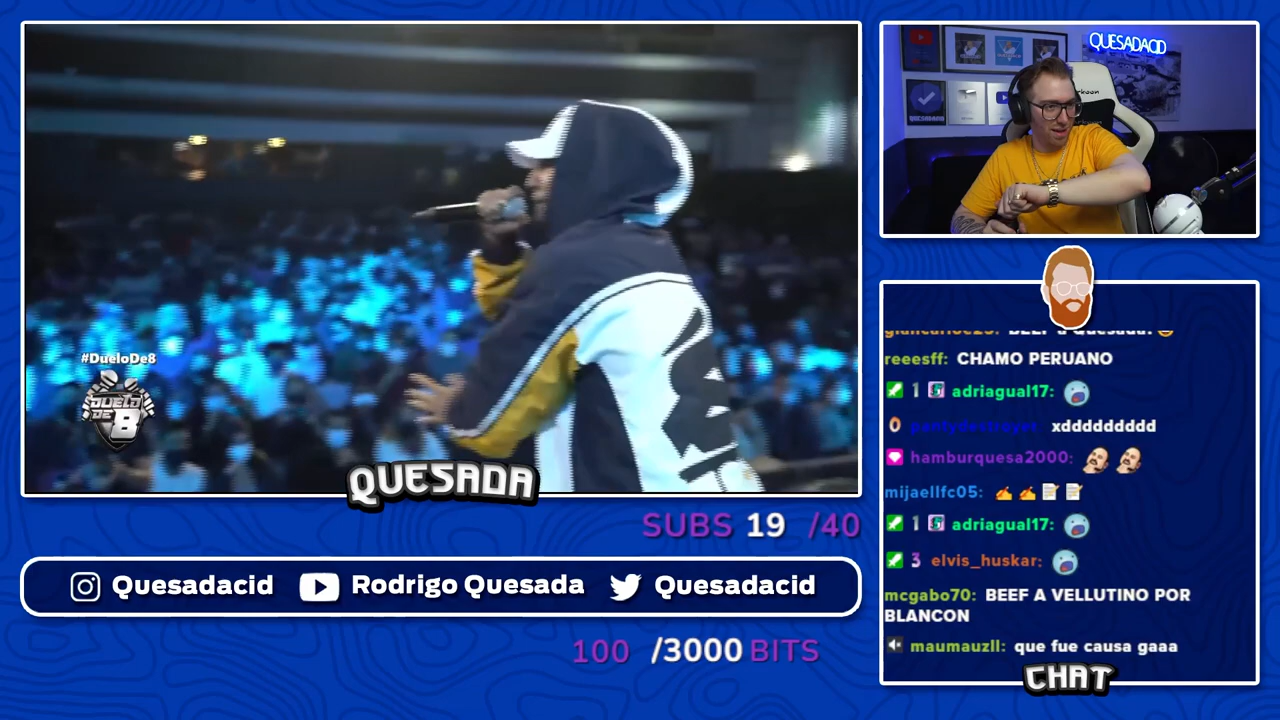 #DueloDe8
DUELO
DE 8
QUESADA
SUBS 19 /40
Quesadacid Rodrigo Quesada Quesadacid
100 /3000 BITS
QUESADACID
reeesff: CHAMO PERUANO
1 adriagual17:
xddddddddd
hamburquesa2000:
mijaellfc05:
1 adriagual17:
3 elvis_huskar:
mcgabo70: BEEF A VELLUTINO POR
BLANCON
maumauzll: que fue causa gaaa
CHAT